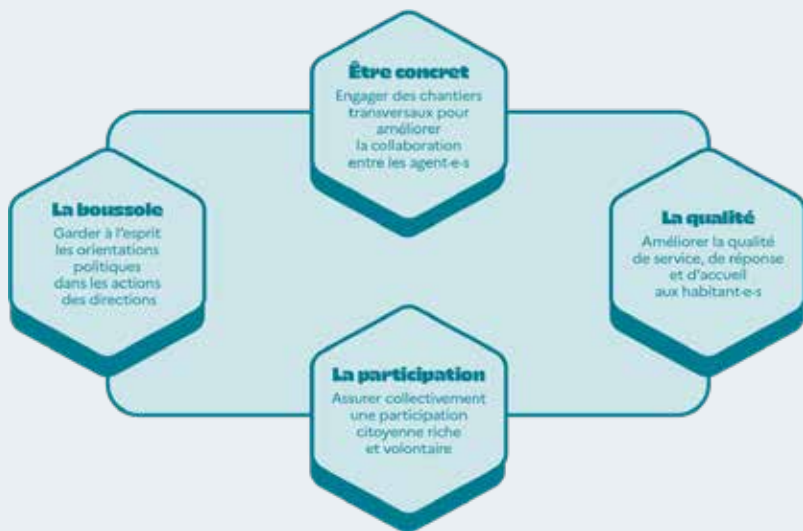 Être concret
Engager des chantiers
transversaux pour
améliorer
la collaboration
entre les agent·e·s
La boussole
Garder à l'esprit
les orientations
politiques
dans les actions
des directions
La qualité
Améliorer la qualité
de service, de réponse
et d'accueil
aux habitant·e·s
La participation
Assurer collectivement
une participation
citoyenne riche
et volontaire